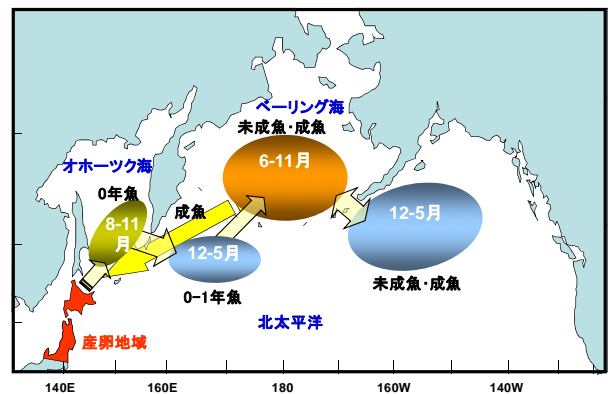 ベーリング海
未成魚・成魚
6-11月
オホーツク海
0年魚
8-11
月
成魚
12-5月
0-1年魚
12-5月
未成魚・成魚
北太平洋
産卵地域
140E
160E
180
160W
140W